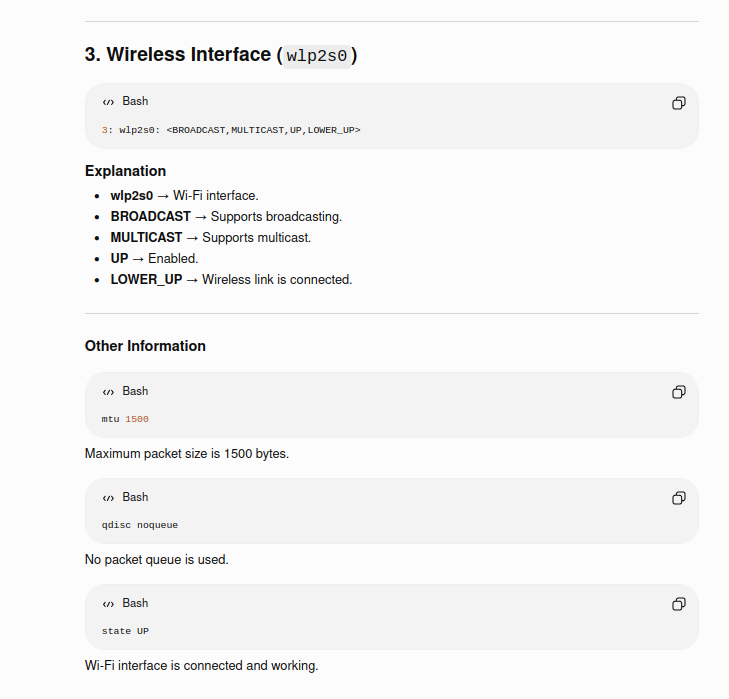 3. Wireless Interface (wlp2s0)
Bash
3: wlp2s0: <BROADCAST,MULTICAST,UP,LOWER_UP>
Explanation
• wlp2s0 → Wi-Fi interface.
• BROADCAST → Supports broadcasting.
• MULTICAST → Supports multicast.
• UP → Enabled.
• LOWER_UP → Wireless link is connected.
Other Information
Bash
mtu 1500
Maximum packet size is 1500 bytes.
Bash
qdisc noqueue
No packet queue is used.
Bash
state UP
Wi-Fi interface is connected and working.